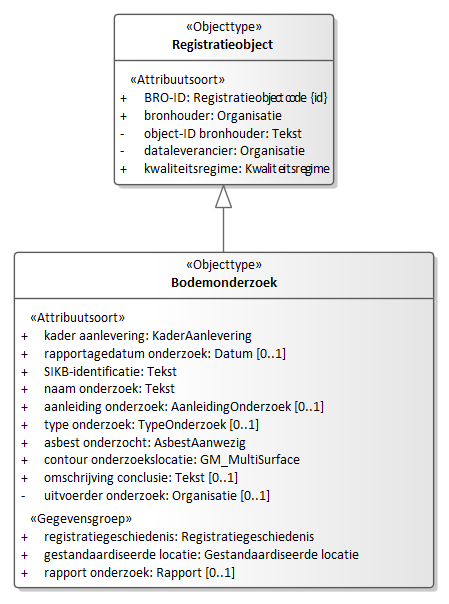 «Objecttype»
Registratieobject
«Attribuutsoort»
+ BRO-ID: Registratieobjectcode {id}
+ bronhouder: Organisatie
- object-ID bronhouder: Tekst
- dataleverancier: Organisatie
+ kwaliteitsregime: Kwaliteitsregime
«Objecttype»
Bodemonderzoek
«Attribuutsoort»
+ kader aanlevering: KaderAanlevering
+ rapportagedatum onderzoek: Datum [0..1]
+ SIKB-identificatie: Tekst
+ naam onderzoek: Tekst
+ aanleiding onderzoek: AanleidingOnderzoek [0..1]
+ type onderzoek: TypeOnderzoek [0..1]
+ asbest onderzocht: AsbestAanwezig
+ contour onderzoekslocatie: GM_MultiSurface
+ omschrijving conclusie: Tekst [0..1]
- uitvoerder onderzoek: Organisatie [0..1]
«Gegevensgroep»
+ registratiegeschiedenis: Registratiegeschiedenis
+ gestandaardiseerde locatie: Gestandaardiseerde locatie
+ rapport onderzoek: Rapport [0..1]